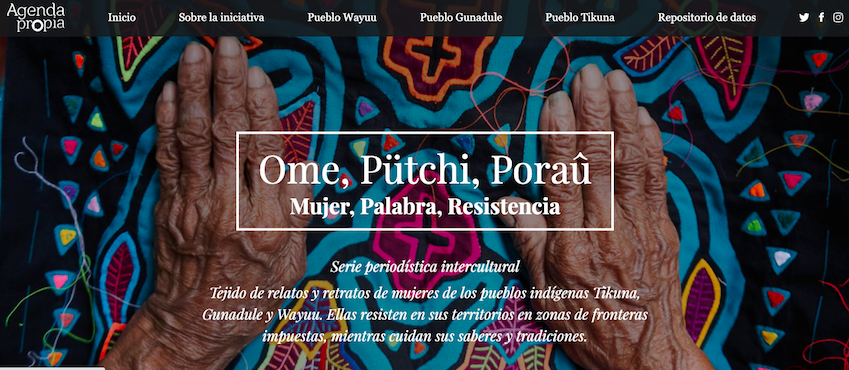 Agenda
propia
Inicio
Sobre la iniciativa
Pueblo Wayuu
Pueblo Gunadule
Pueblo Tikuna
Repositorio de datos
Ome, Pütchi, Poraû
Mujer, Palabra, Resistencia
Serie periodística intercultural
Tejido de relatos y retratos de mujeres de los pueblos indígenas Tikuna,
Gunadule y Wayuu. Ellas resisten en sus territorios en zonas de fronteras
impuestas, mientras cuidan sus saberes y tradiciones.